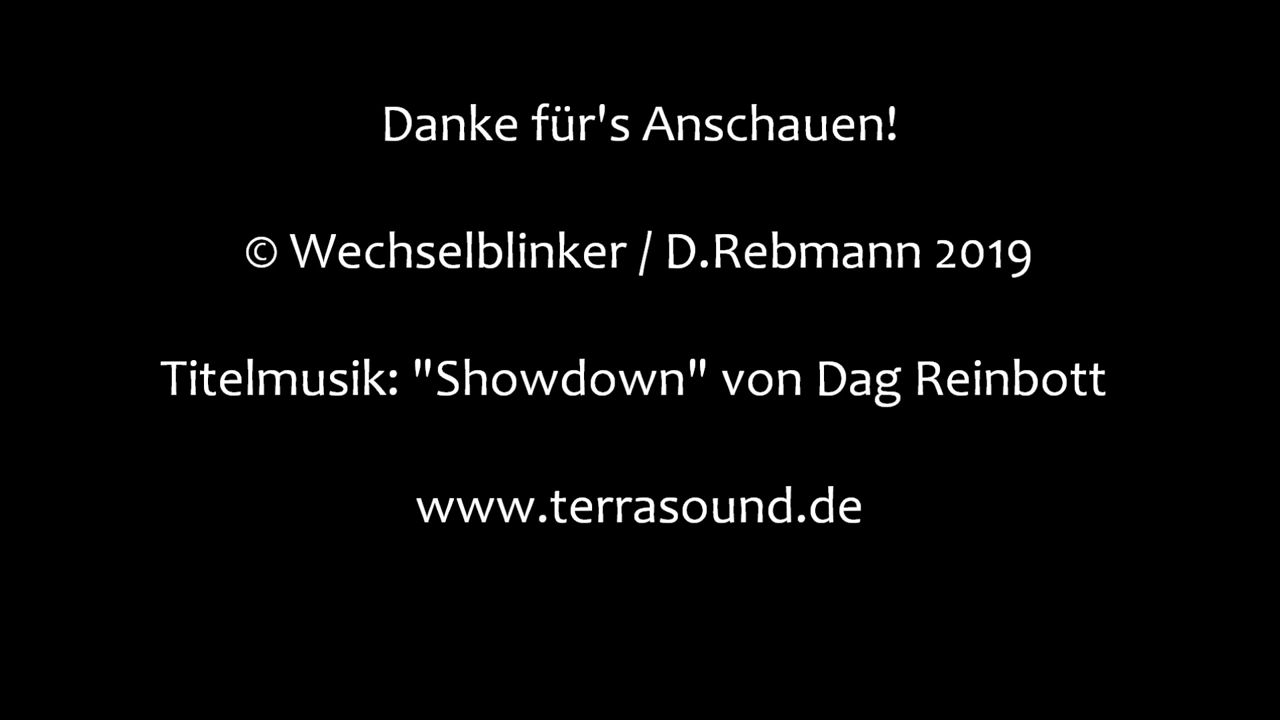 Danke für's Anschauen!
© Wechselblinker / D.Rebmann 2019
Titelmusik: "Showdown" von Dag Reinbott
www.terrasound.de